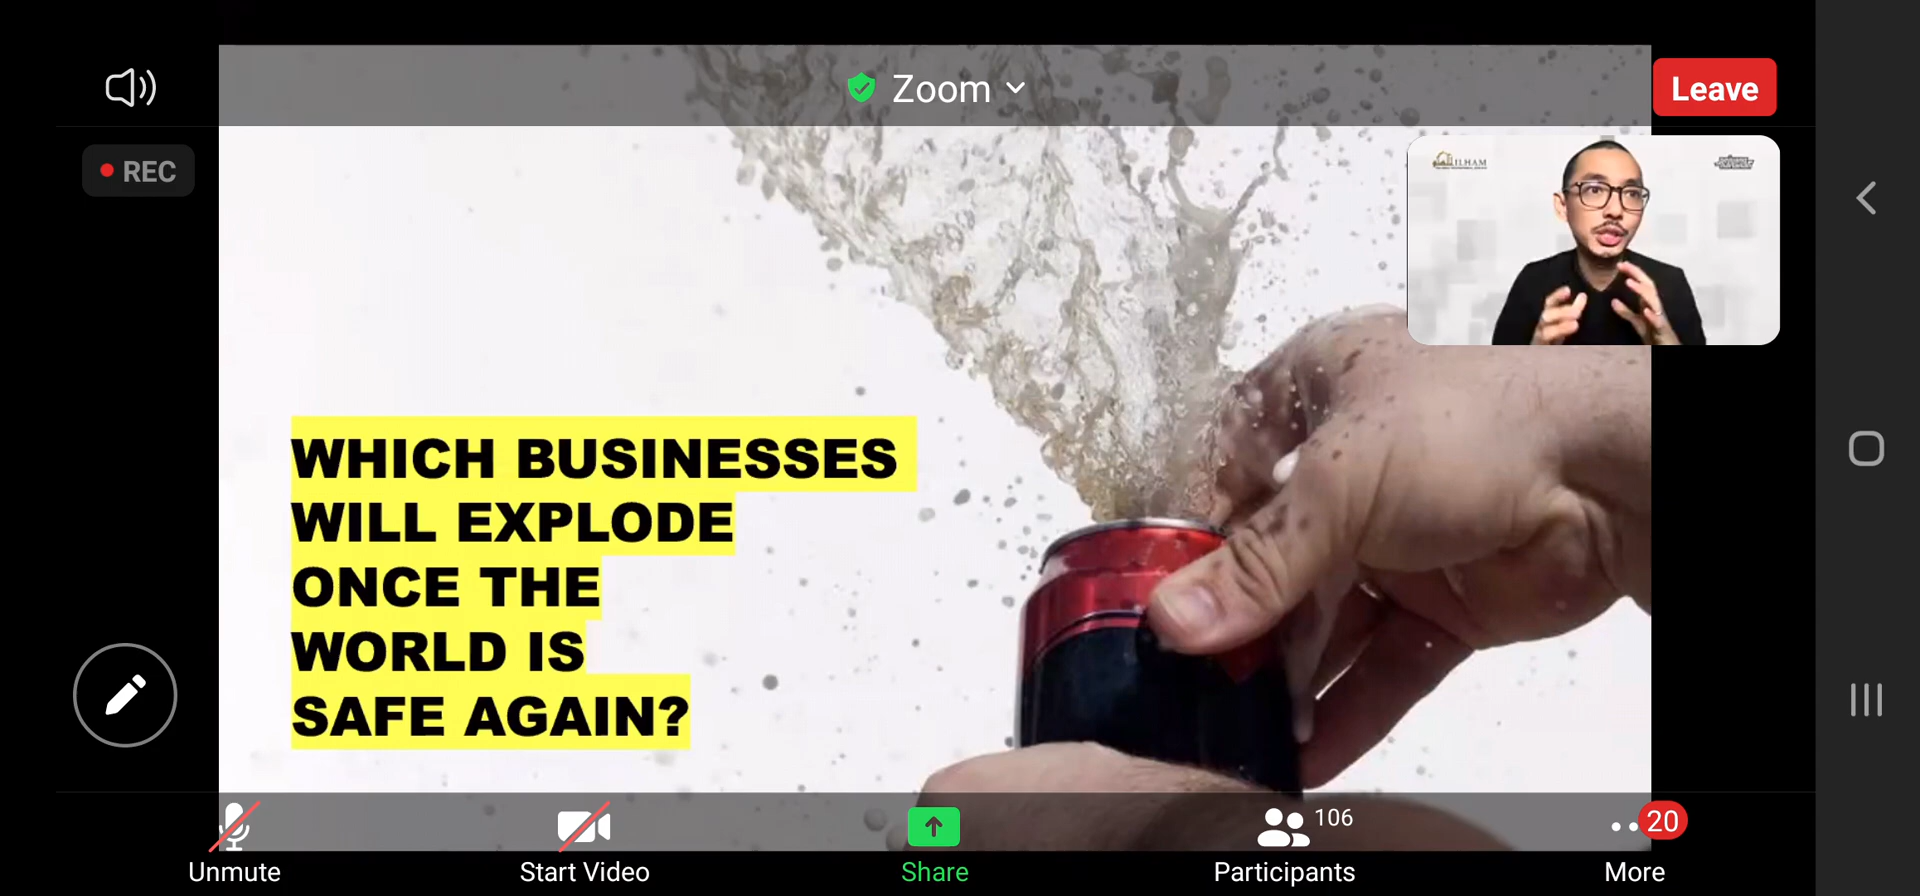 Zoom
Leave
REC
ILHAM
WHICH BUSINESSES
WILL EXPLODE
ONCE THE
WORLD IS
SAFE AGAIN?
106
20
Unmute
Start Video
Share
Participants
More